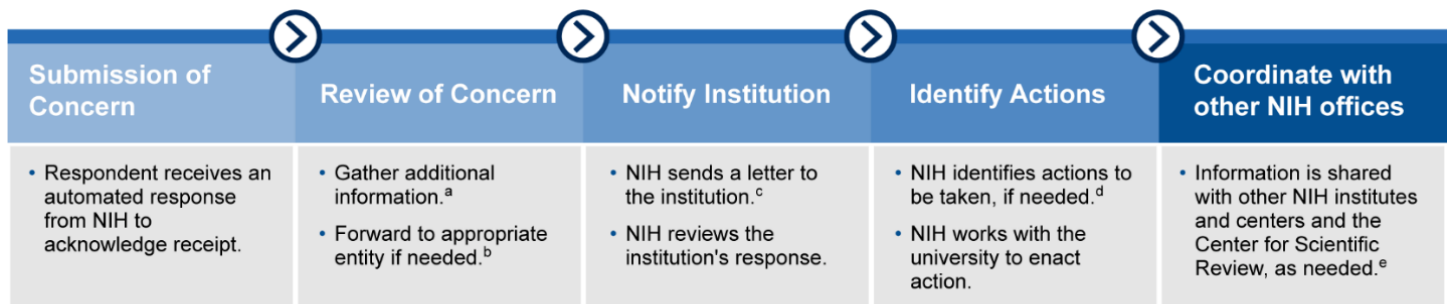 Submission of
Concern
Review of Concern
Notify Institution
Identify Actions
Coordinate with
other NIH offices
• Respondent receives an
automated response
from NIH to
acknowledge receipt.
• Gather additional
information.a
• Forward to appropriate
entity if needed.b
• NIH sends a letter to
the institution.c
• NIH reviews the
institution's response.
• NIH identifies actions to
be taken, if needed.d
• NIH works with the
university to enact
action.
• Information is shared
with other NIH institutes
and centers and the
Center for Scientific
Review, as needed.e